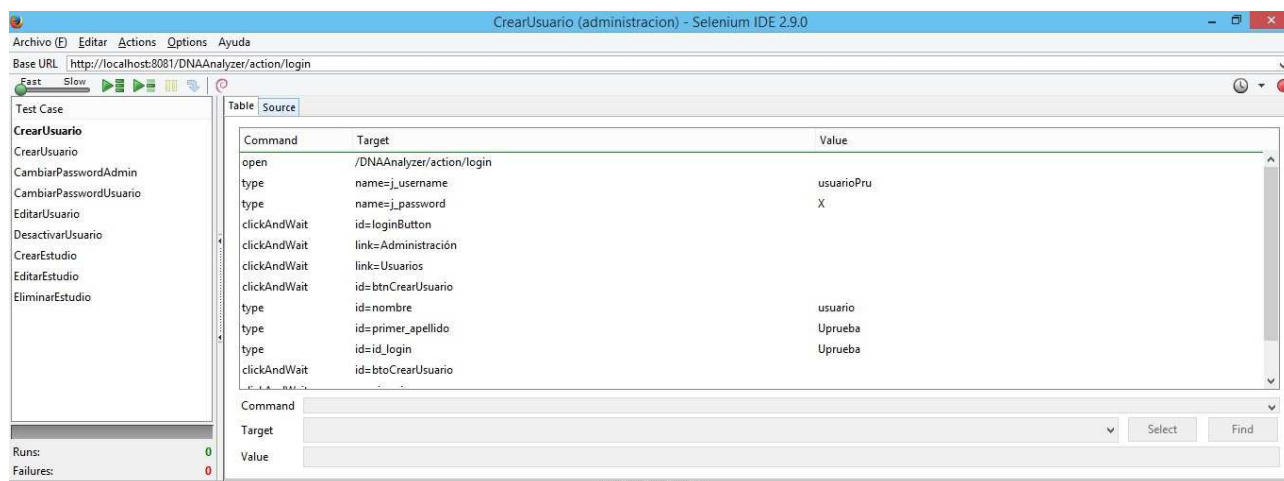 CrearUsuario (administracion) - Selenium IDE 2.9.0
Archivo (F) Editar Actions Options Ayuda
Base URL http://localhost:8081/DNAAnalyzer/action/login
Fast Slow
Test Case
Table Source
CrearUsuario
CrearUsuario
CambiarPasswordAdmin
CambiarPasswordUsuario
EditarUsuario
DesactivarUsuario
CrearEstudio
EditarEstudio
EliminarEstudio
Command Target Value
open /DNAAnalyzer/action/login
type name=j_username usuarioPru
type name=j_password X
clickAndWait id=loginButton
clickAndWait link=Administración
clickAndWait link=Usuarios
clickAndWait id=btnCrearUsuario
type id=nombre usuario
type id=primer_apellido Uprueba
type id=id_login Uprueba
clickAndWait id=btoCrearUsuario
Command
Target Select Find
Value
Runs: 0
Failures: 0